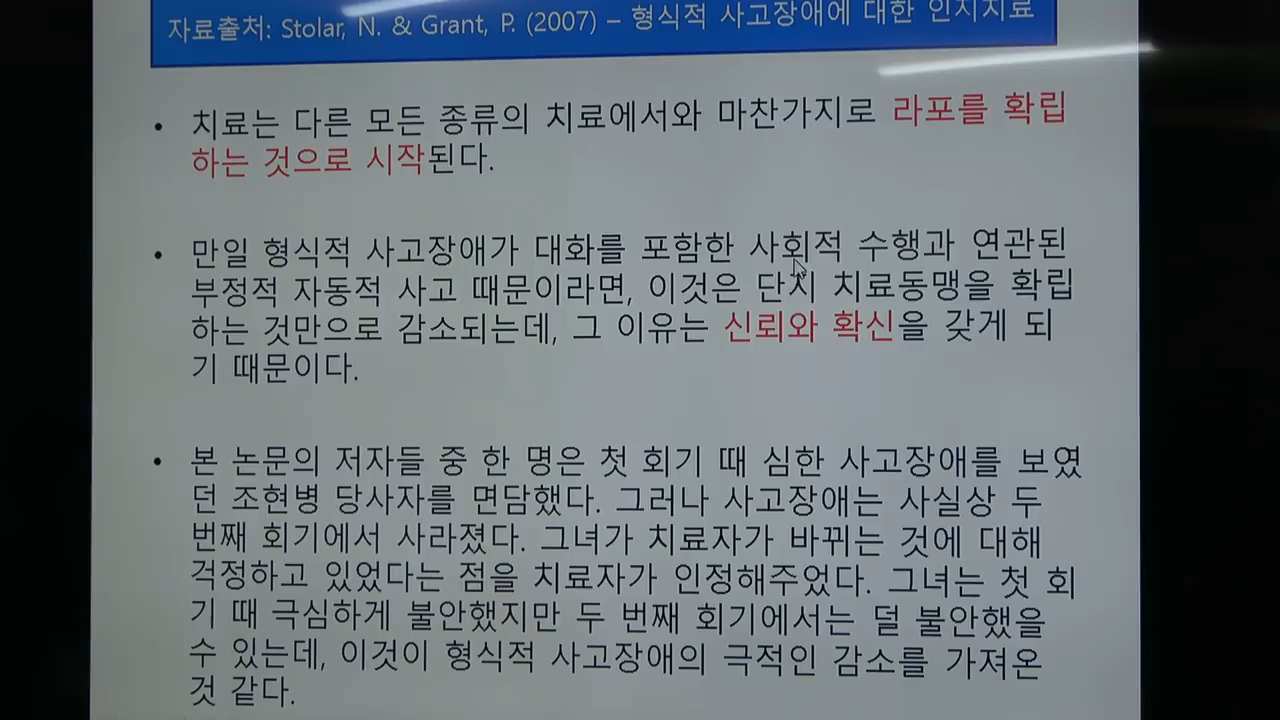 자료출처: Stolar, N. & Grant, P. (2007) – 형식적 사고장애에 대한 인지치료
• 치료는 다른 모든 종류의 치료에서와 마찬가지로 라포를 확립
하는 것으로 시작된다.
• 만일 형식적 사고장애가 대화를 포함한 사회적 수행과 연관된
부정적 자동적 사고 때문이라면, 이것은 단지 치료동맹을 확립
하는 것만으로 감소되는데, 그 이유는 신뢰와 확신을 갖게 되
기 때문이다.
• 본 논문의 저자들 중 한 명은 첫 회기 때 심한 사고장애를 보였
던 조현병 당사자를 면담했다. 그러나 사고장애는 사실상 두
번째 회기에서 사라졌다. 그녀가 치료자가 바뀌는 것에 대해
걱정하고 있었다는 점을 치료자가 인정해주었다. 그녀는 첫 회
기 때 극심하게 불안했지만 두 번째 회기에서는 덜 불안했을
수 있는데, 이것이 형식적 사고장애의 극적인 감소를 가져온
것 같다.